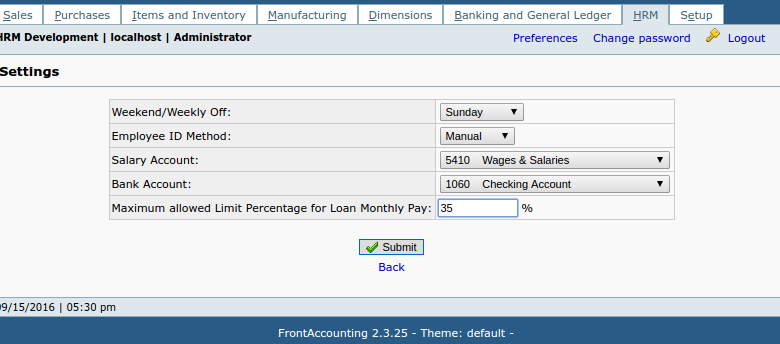 Sales Purchases Items and Inventory Manufacturing Dimensions Banking and General Ledger HRM Setup
HRM Development | localhost | Administrator Preferences Change password Logout
Settings
Weekend/Weekly Off: Sunday
Employee ID Method: Manual
Salary Account: 5410 Wages & Salaries
Bank Account: 1060 Checking Account
Maximum allowed Limit Percentage for Loan Monthly Pay: 35 %
Submit
Back
09/15/2016 | 05:30 pm
FrontAccounting 2.3.25 - Theme: default -